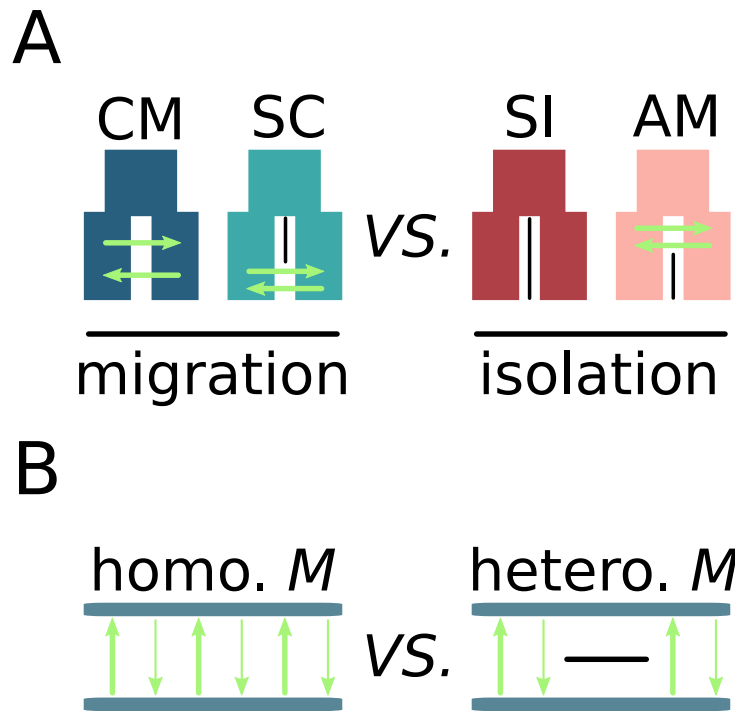 A
CM SC VS. SI AM
migration isolation
B
homo. M VS. hetero. M